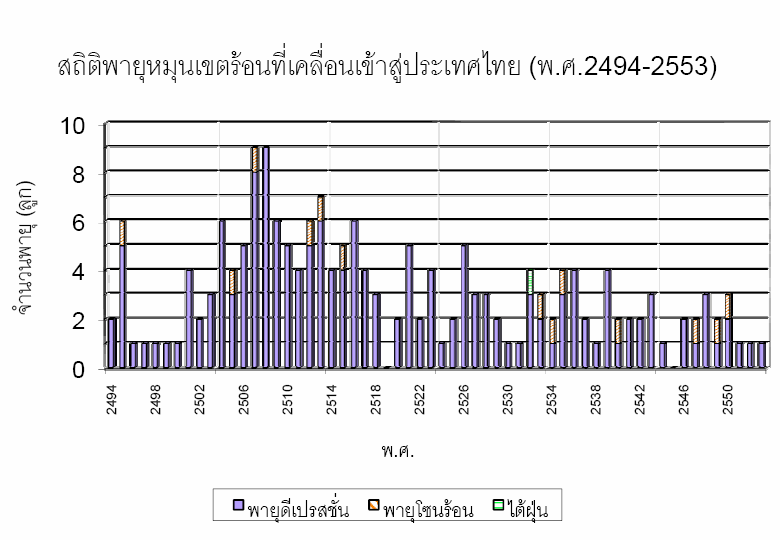 สถิติพายุหมุนเขตร้อนที่เคลื่อนเข้าสู่ประเทศไทย (พ.ศ.2494-2553)
จำนวนพายุ (ลูก)
10
8
6
4
2
0
2494 2498 2502 2506 2510 2514 2518 2522 2526 2530 2534 2538 2542 2546 2550
พ.ศ.
พายุดีเปรสชั่น พายุโซนร้อน ไต้ฝุ่น